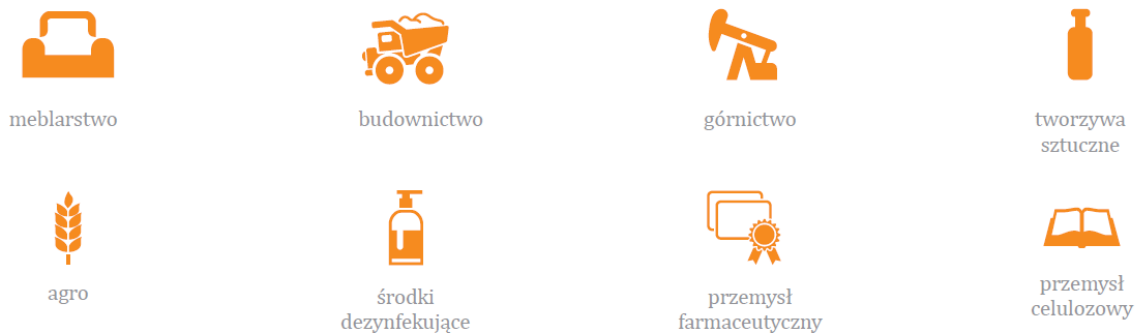 meblarstwo
budownictwo
górnictwo
tworzywa
sztuczne
agro
środki
dezynfekujące
przemysł
farmaceutyczny
przemysł
celulozowy